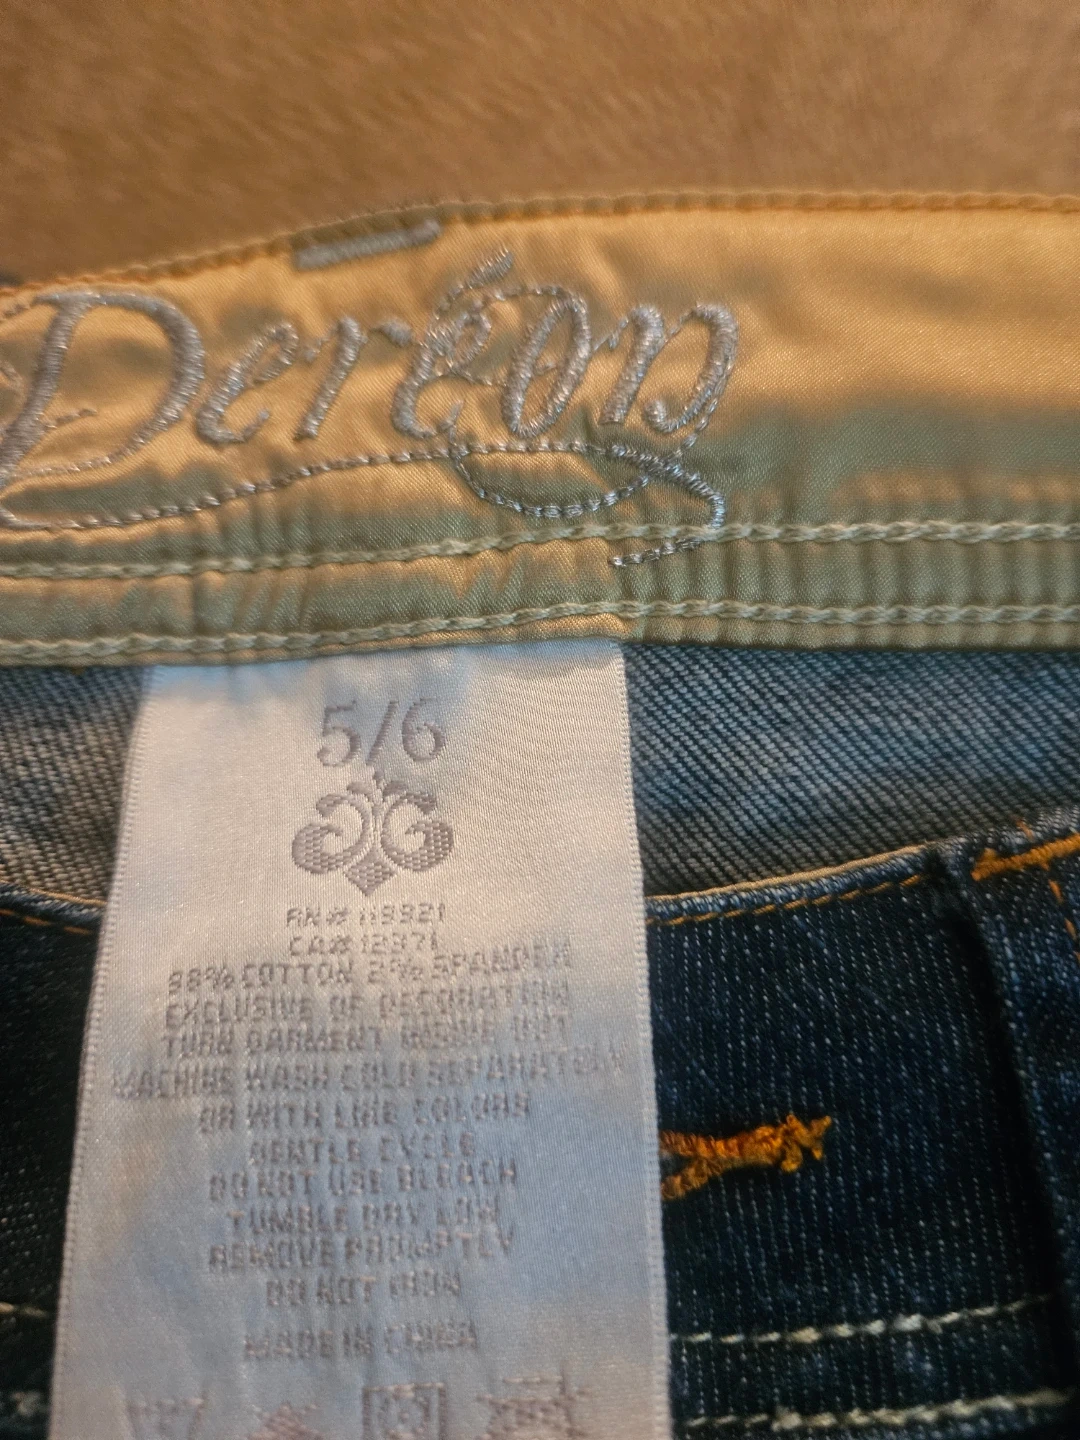 Deréon
5/6
RN# 119921
CA# 12371
98% COTTON 2% SPANDEX
EXCLUSIVE OF DECORATION
TURN GARMENT INSIDE OUT
MACHINE WASH COLD SEPARATELY
OR WITH LIKE COLORS
GENTLE CYCLE
DO NOT USE BLEACH
TUMBLE DRY LOW
REMOVE PROMPTLY
DO NOT IRON
MADE IN CHINA